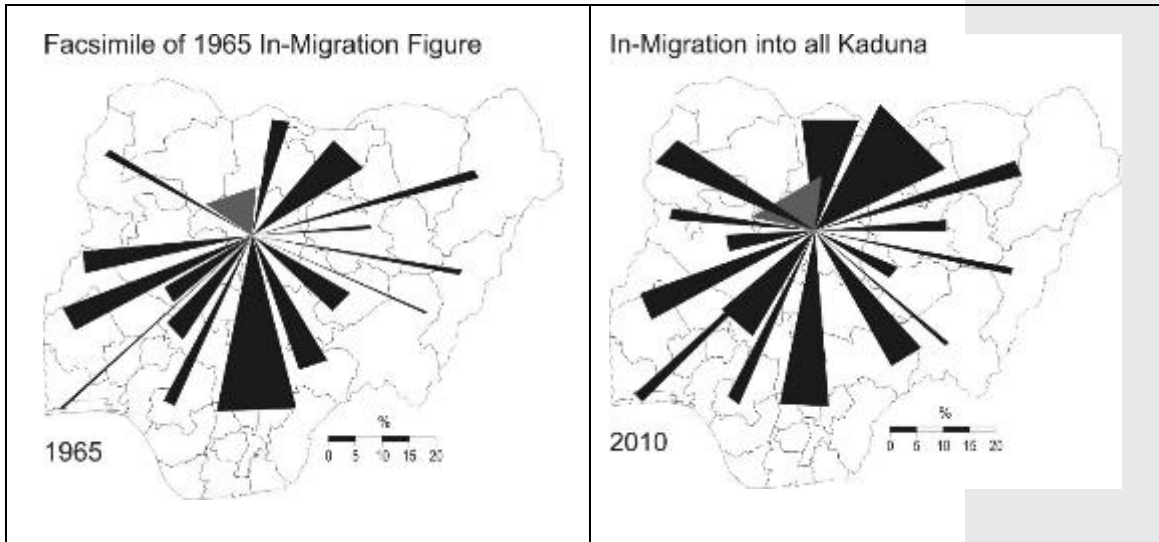 Facsimile of 1965 In-Migration Figure
%
0 5 10 15 20
1965
In-Migration into all Kaduna
%
0 5 10 15 20
2010